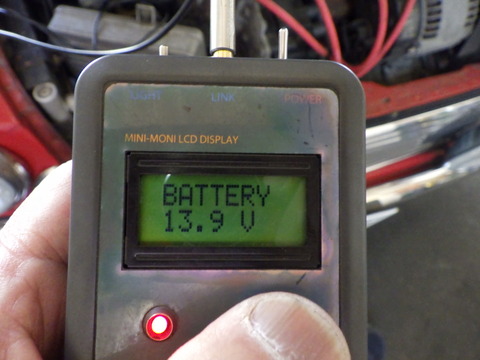 LIGHT LINK POWER
MINI-MONI LCD DISPLAY
BATTERY
13.9 V